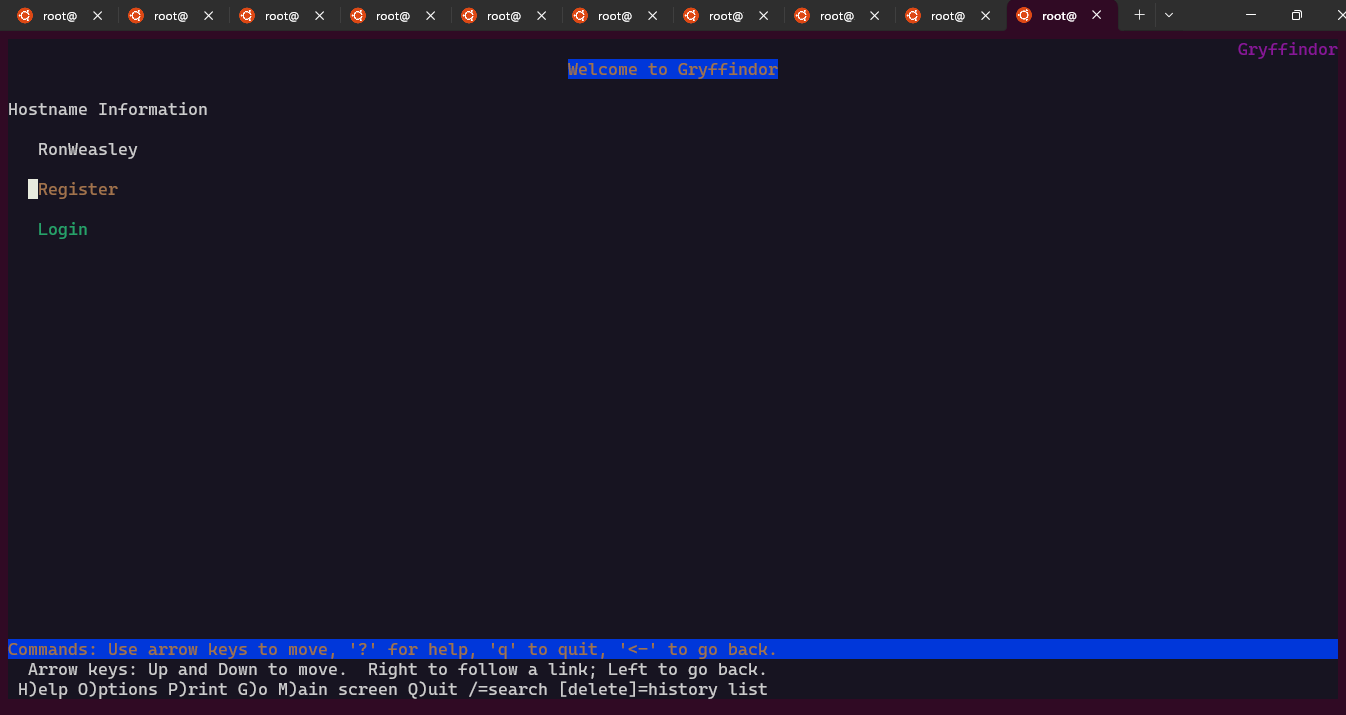 root@ root@ root@ root@ root@ root@ root@ root@ root@ root@
Gryffindor
Welcome to Gryffindor
Hostname Information
RonWeasley
Register
Login
Commands: Use arrow keys to move, '?' for help, 'q' to quit, '<-' to go back.
Arrow keys: Up and Down to move.  Right to follow a link; Left to go back.
H)elp O)ptions P)rint G)o M)ain screen Q)uit /=search [delete]=history list